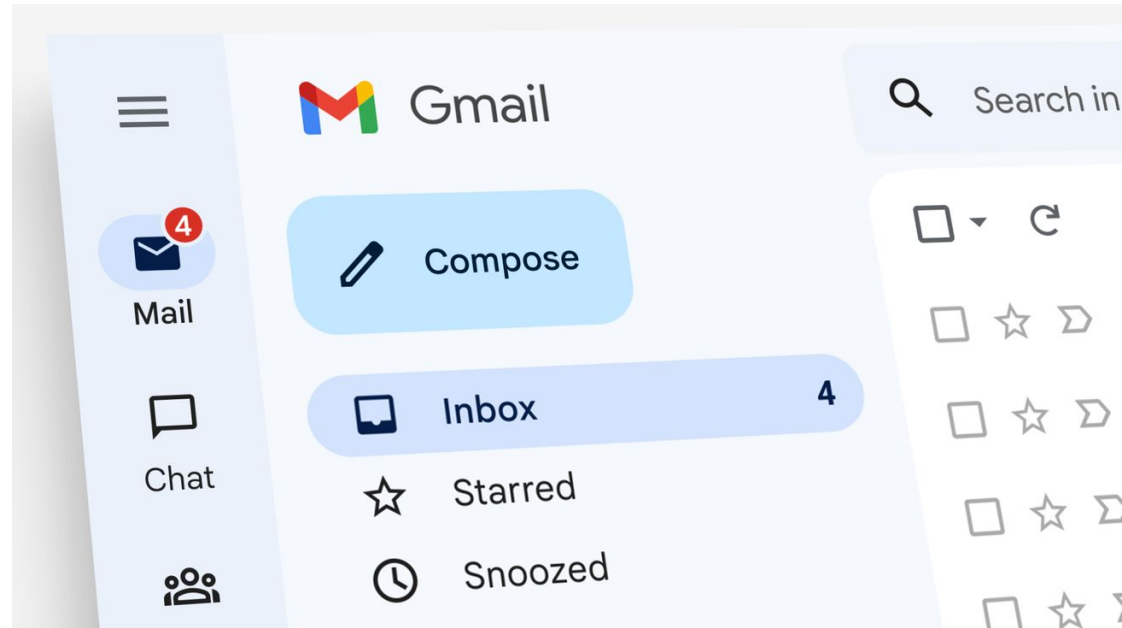 Gmail
Search in
4
Mail
Compose
Inbox 4
Chat
Starred
Snoozed